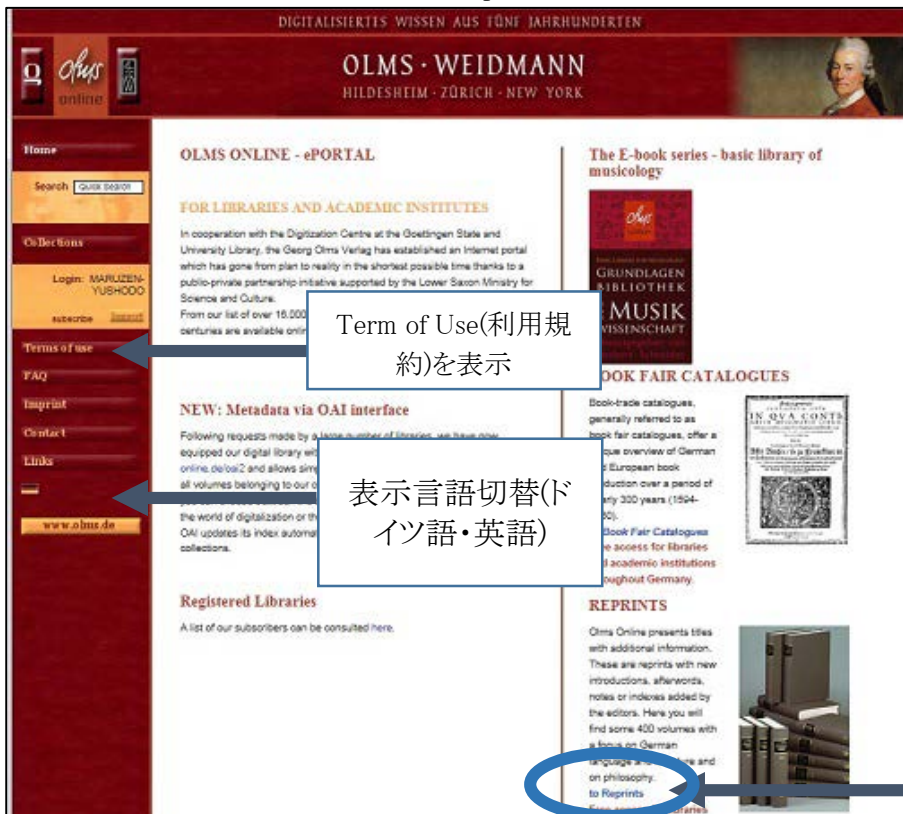 DIGITALISIERTES WISSEN AUS FÜNF JAHRHUNDERTEN
OLMS · WEIDMANN
HILDESHEIM · ZÜRICH · NEW YORK
olms
online
Home
Search Quick Search
Collections
Login: MARUZEN-
YUSHODO
subscribe
Terms of use
FAQ
Imprint
Contact
Links
www.olms.de
OLMS ONLINE - ePORTAL
FOR LIBRARIES AND ACADEMIC INSTITUTES
In cooperation with the Digitization Centre at the Goettingen State and
University Library, the Georg Olms Verlag has established an Internet portal
which has gone from plan to reality in the shortest possible time thanks to a
public-private partnership initiative supported by the Lower Saxon Ministry for
Science and Culture.
From our list of over 16.000
centuries are available onlin
Term of Use(利用規
約)を表示
NEW: Metadata via OAI interface
Following requests made by a large number of libraries, we have now
equipped our digital library wit
online.de/oai2 and allows sim
all volumes belonging to our
the world of digitalization or th
OAI updates its index automa
collections.
表示言語切替(ド
イツ語・英語)
Registered Libraries
A list of our subscribers can be consulted here.
The E-book series - basic library of
musicology
olms
online
GRUNDLAGEN
BIBLIOTHEK
MUSIK
WISSENSCHAFT
BOOK FAIR CATALOGUES
Book-trade catalogues,
generally referred to as
book fair catalogues, offer a
que overview of German
d European book
duction over a period of
rly 300 years (1594-
Book Fair Catalogues
ee access for libraries
d academic institutions
oughout Germany.
IN QVA CONTI-
REPRINTS
Olms Online presents titles
with additional information.
These are reprints with new
introductions, afterwords,
notes or indexes added by
the editors. Here you will
find some 400 volumes with
a focus on German
language and ure and
on philosophy.
to Reprints